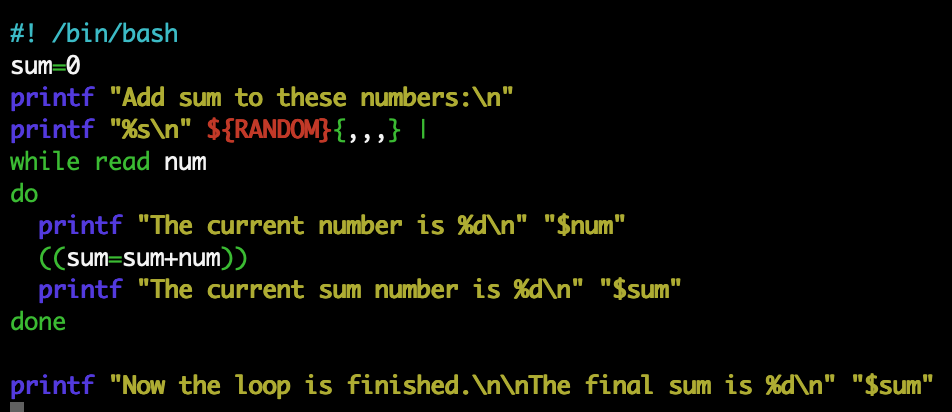 #! /bin/bash
sum=0
printf "Add sum to these numbers:\n"
printf "%s\n" ${RANDOM}{,,,} |
while read num
do
  printf "The current number is %d\n" "$num"
  ((sum=sum+num))
  printf "The current sum number is %d\n" "$sum"
done

printf "Now the loop is finished.\n\nThe final sum is %d\n" "$sum"